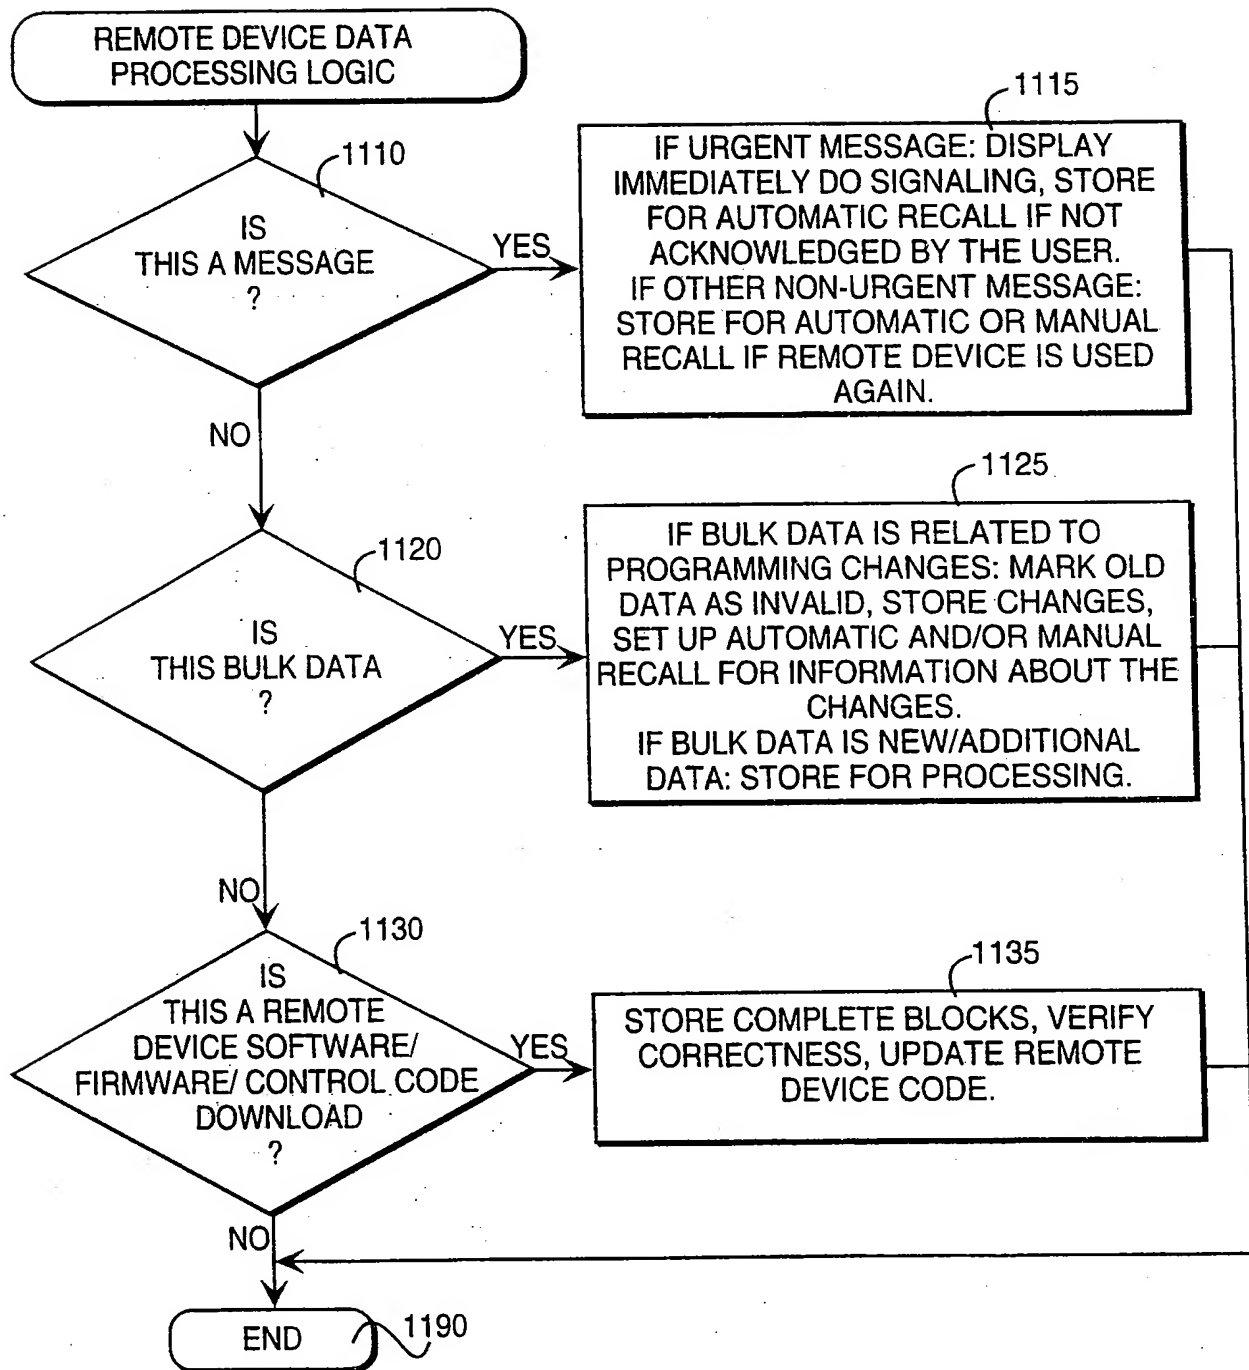 REMOTE DEVICE DATA
PROCESSING LOGIC
1110
IS
THIS A MESSAGE
?
YES
1115
IF URGENT MESSAGE: DISPLAY
IMMEDIATELY DO SIGNALING, STORE
FOR AUTOMATIC RECALL IF NOT
ACKNOWLEDGED BY THE USER.
IF OTHER NON-URGENT MESSAGE:
STORE FOR AUTOMATIC OR MANUAL
RECALL IF REMOTE DEVICE IS USED
AGAIN.
NO
1120
IS
THIS BULK DATA
?
YES
1125
IF BULK DATA IS RELATED TO
PROGRAMMING CHANGES: MARK OLD
DATA AS INVALID, STORE CHANGES,
SET UP AUTOMATIC AND/OR MANUAL
RECALL FOR INFORMATION ABOUT THE
CHANGES.
IF BULK DATA IS NEW/ADDITIONAL
DATA: STORE FOR PROCESSING.
NO
1130
IS
THIS A REMOTE
DEVICE SOFTWARE/
FIRMWARE/ CONTROL CODE
DOWNLOAD
?
YES
1135
STORE COMPLETE BLOCKS, VERIFY
CORRECTNESS, UPDATE REMOTE
DEVICE CODE.
NO
END
1190